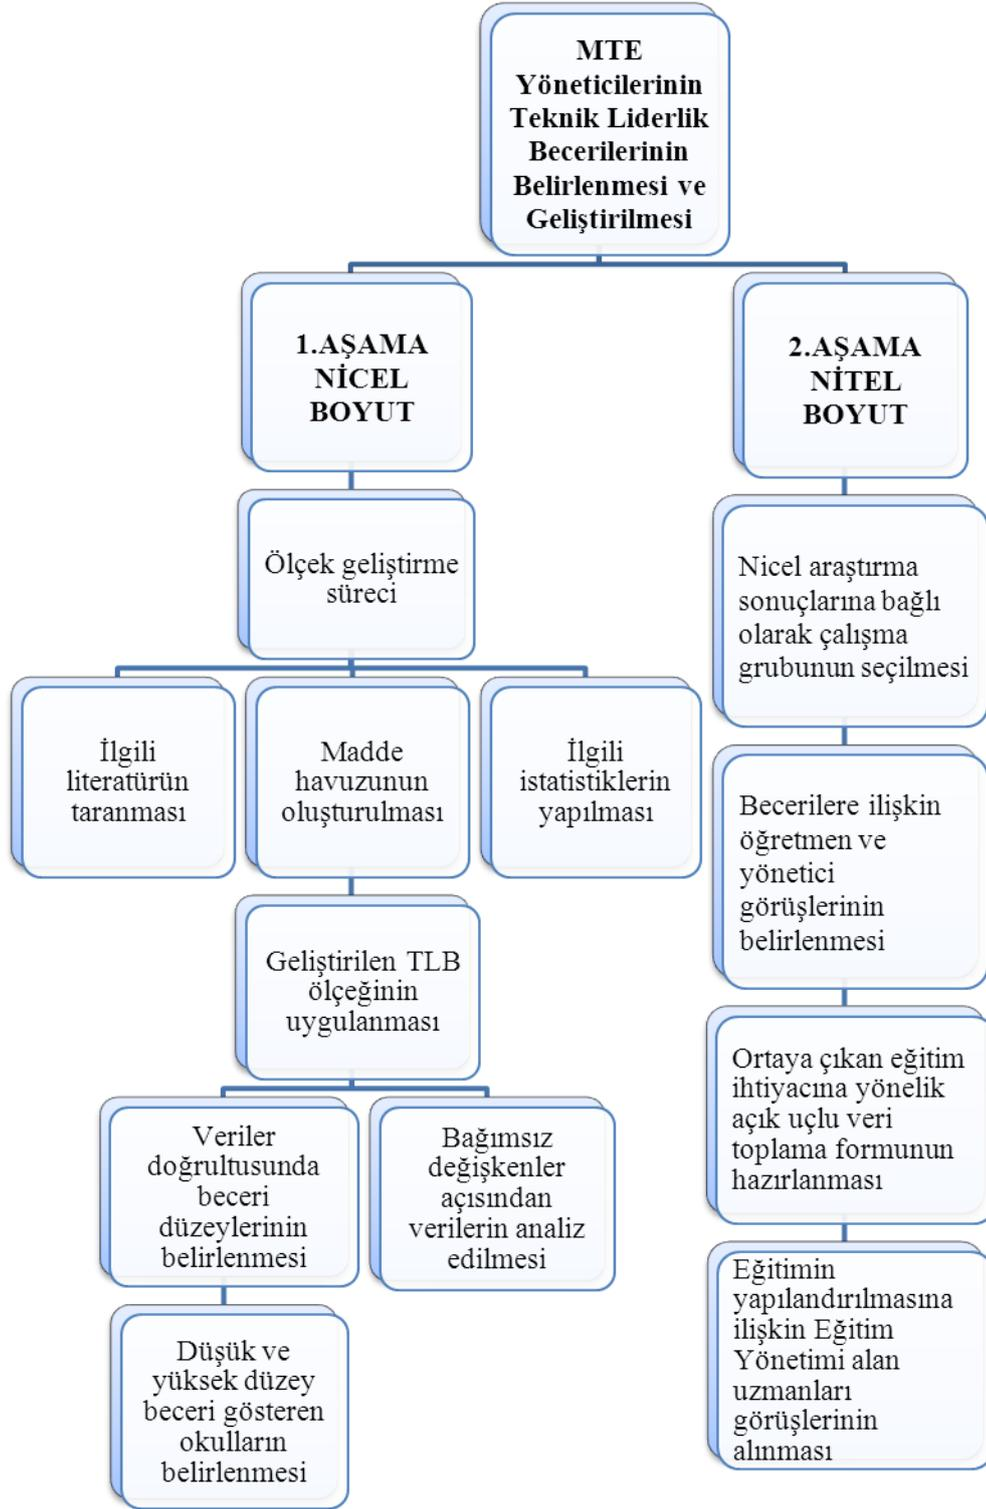 MTE
Yöneticilerinin
Teknik Liderlik
Becerilerinin
Belirlenmesi ve
Geliştirilmesi
1.AŞAMA
NİCEL
BOYUT
Ölçek geliştirme
süreci
İlgili
literatürün
taranması
Madde
havuzunun
oluşturulması
İlgili
istatistiklerin
yapılması
Geliştirilen TLB
ölçeğinin
uygulanması
Veriler
doğrultusunda
beceri
düzeylerinin
belirlenmesi
Bağımsız
değişkenler
açısından
verilerin analiz
edilmesi
Düşük ve
yüksek düzey
beceri gösteren
okulların
belirlenmesi
2.AŞAMA
NİTEL
BOYUT
Nicel araştırma
sonuçlarına bağlı
olarak çalışma
grubunun seçilmesi
Becerilere ilişkin
öğretmen ve
yönetici
görüşlerinin
belirlenmesi
Ortaya çıkan eğitim
ihtiyacına yönelik
açık uçlu veri
toplama formunun
hazırlanması
Eğitimin
yapılandırılmasına
ilişkin Eğitim
Yönetimi alan
uzmanları
görüşlerinin
alınması